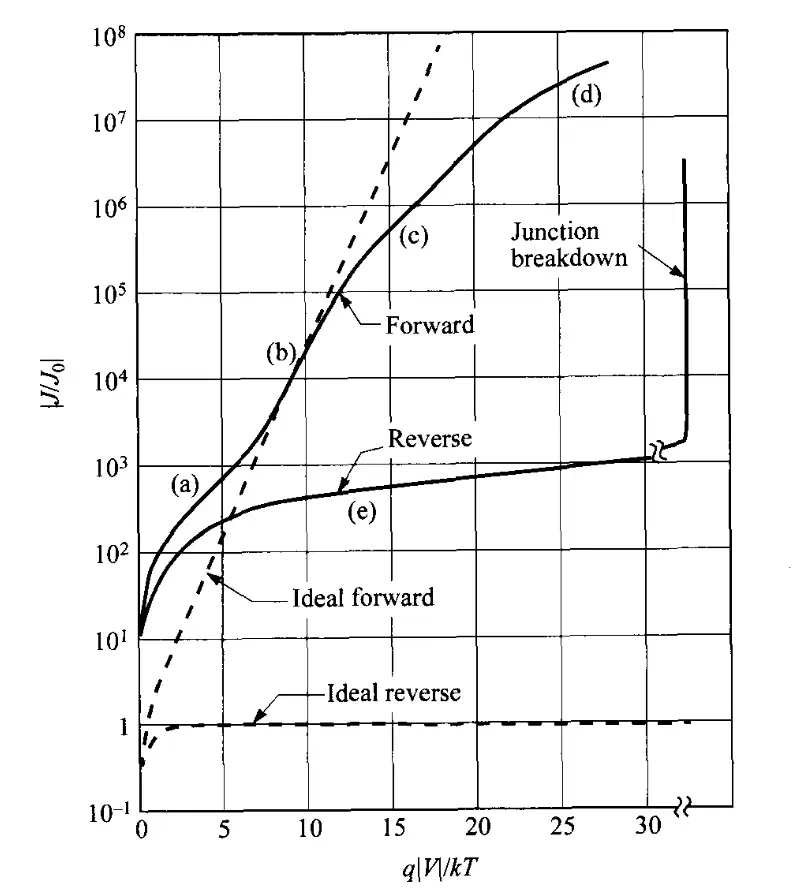 10⁸
10⁷
(d)
10⁶
(c)
Junction
breakdown
10⁵
Forward
(b)
10⁴
|J/J₀|
Reverse
10³
(a)
(e)
10²
Ideal forward
10¹
Ideal reverse
1
10⁻¹
0 5 10 15 20 25 30
q|V|/kT